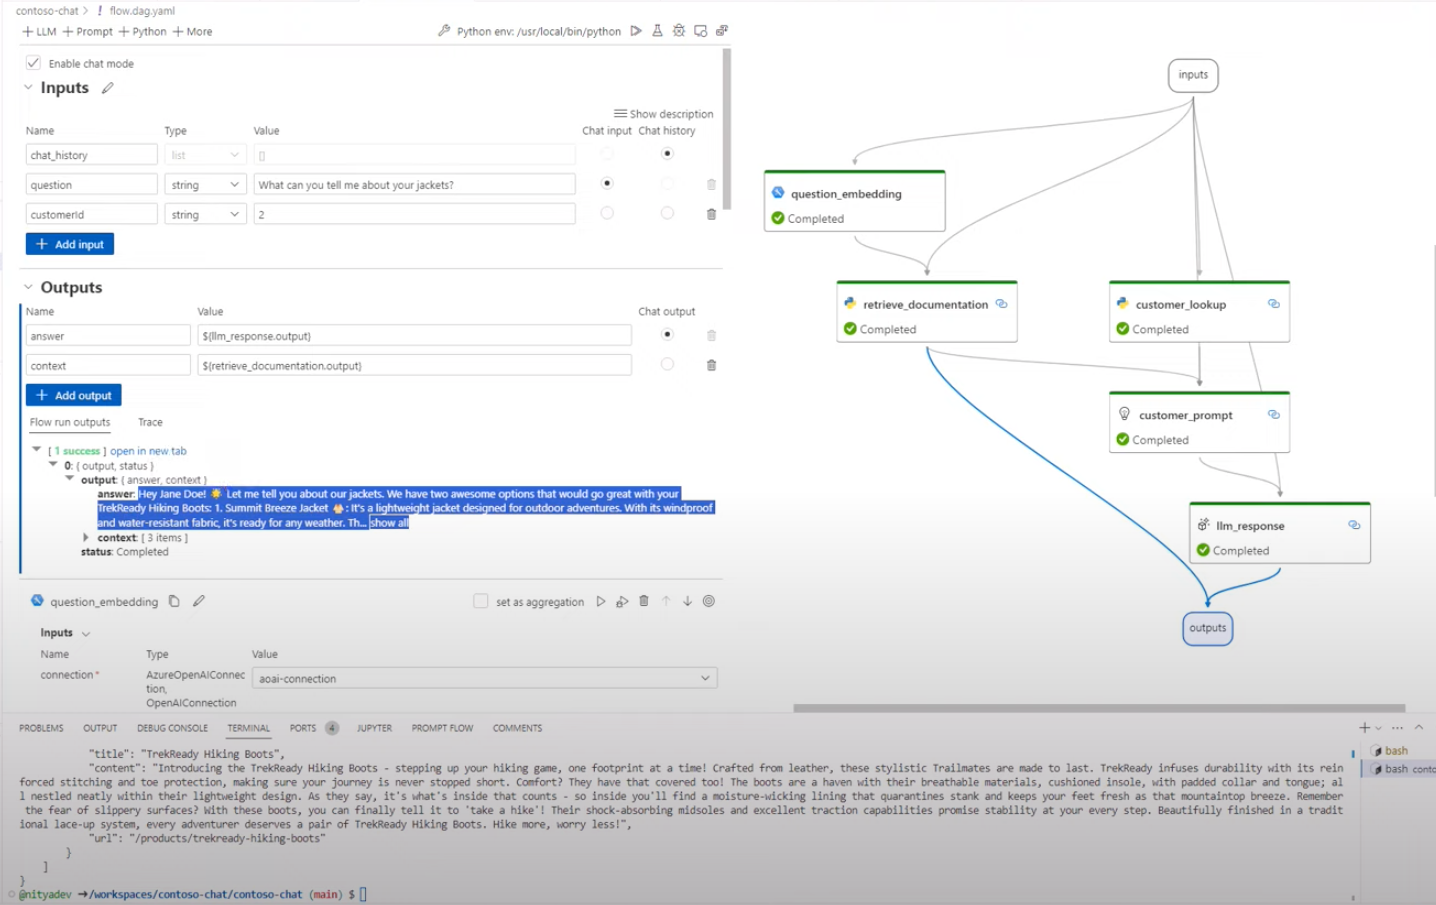 contoso-chat > ! flow.dag.yaml
+ LLM + Prompt + Python + More
Python env: /usr/local/bin/python
Enable chat mode
Inputs
Show description
Name Type Value Chat input Chat history
chat_history list []
question string What can you tell me about your jackets?
customerId string 2
+ Add input
Outputs
Name Value Chat output
answer ${llm_response.output}
context ${retrieve_documentation.output}
+ Add output
Flow run outputs Trace
[ 1 success ] open in new tab
0: { output, status }
output: { answer, context }
answer: Hey Jane Doe! 🌟 Let me tell you about our jackets. We have two awesome options that would go great with your
TrekReady Hiking Boots: 1. Summit Breeze Jacket : It's a lightweight jacket designed for outdoor adventures. With its windproof
and water-resistant fabric, it's ready for any weather. Th... show all
context: [ 3 items ]
status: Completed
question_embedding
set as aggregation
Inputs
Name Type Value
connection* AzureOpenAIConnec aoai-connection
tion,
OpenAIConnection
inputs
question_embedding
Completed
retrieve_documentation
Completed
customer_lookup
Completed
customer_prompt
Completed
llm_response
Completed
outputs
PROBLEMS OUTPUT DEBUG CONSOLE TERMINAL PORTS 4 JUPYTER PROMPT FLOW COMMENTS
"title": "TrekReady Hiking Boots",
"content": "Introducing the TrekReady Hiking Boots - stepping up your hiking game, one footprint at a time! Crafted from leather, these stylistic Trailmates are made to last. TrekReady infuses durability with its rein
forced stitching and toe protection, making sure your journey is never stopped short. Comfort? They have that covered too! The boots are a haven with their breathable materials, cushioned insole, with padded collar and tongue; al
l nestled neatly within their lightweight design. As they say, it's what's inside that counts - so inside you'll find a moisture-wicking lining that quarantines stank and keeps your feet fresh as that mountaintop breeze. Remember
the fear of slippery surfaces? With these boots, you can finally tell it to 'take a hike'! Their shock-absorbing midsoles and excellent traction capabilities promise stability at your every step. Beautifully finished in a tradit
ional lace-up system, every adventurer deserves a pair of TrekReady Hiking Boots. Hike more, worry less!",
"url": "/products/trekready-hiking-boots"
}
]
}
@nityadev →/workspaces/contoso-chat/contoso-chat (main) $
bash
bash conto